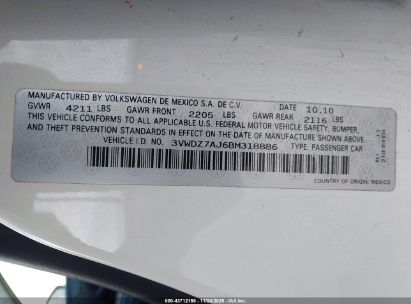 MANUFACTURED BY VOLKSWAGEN DE MEXICO S.A. DE C.V. DATE 10.10
GVWR 4211 LBS GAWR FRONT 2205 LBS GAWR REAR 2116 LBS
THIS VEHICLE CONFORMS TO ALL APPLICABLE U.S. FEDERAL MOTOR VEHICLE SAFETY, BUMPER,
AND THEFT PREVENTION STANDARDS IN EFFECT ON THE DATE OF MANUFACTURE SHOWN ABOVE.
VEHICLE I.D. NO. 3VWDZ7AJ6BM318886 TYPE: PASSENGER CAR
COUNTRY OF ORIGIN: MEXICO